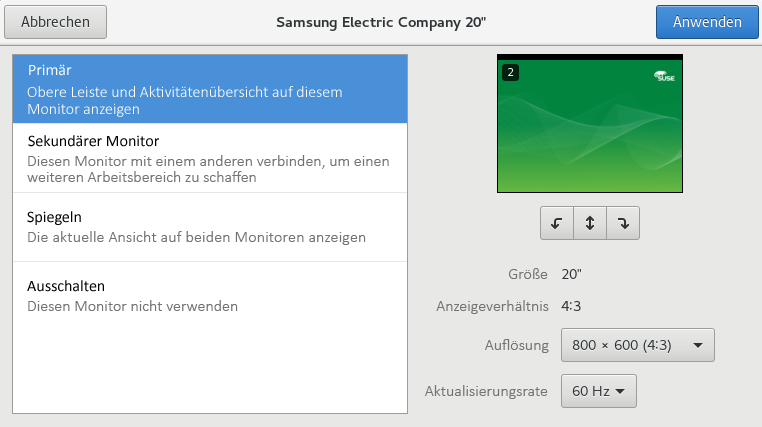 Abbrechen
Samsung Electric Company 20"
Anwenden
Primär
Obere Leiste und Aktivitätenübersicht auf diesem
Monitor anzeigen
Sekundärer Monitor
Diesen Monitor mit einem anderen verbinden, um einen
weiteren Arbeitsbereich zu schaffen
Spiegeln
Die aktuelle Ansicht auf beiden Monitoren anzeigen
Ausschalten
Diesen Monitor nicht verwenden
2
SUSE
Größe 20"
Anzeigeverhältnis 4:3
Auflösung 800 × 600 (4:3)
Aktualisierungsrate 60 Hz